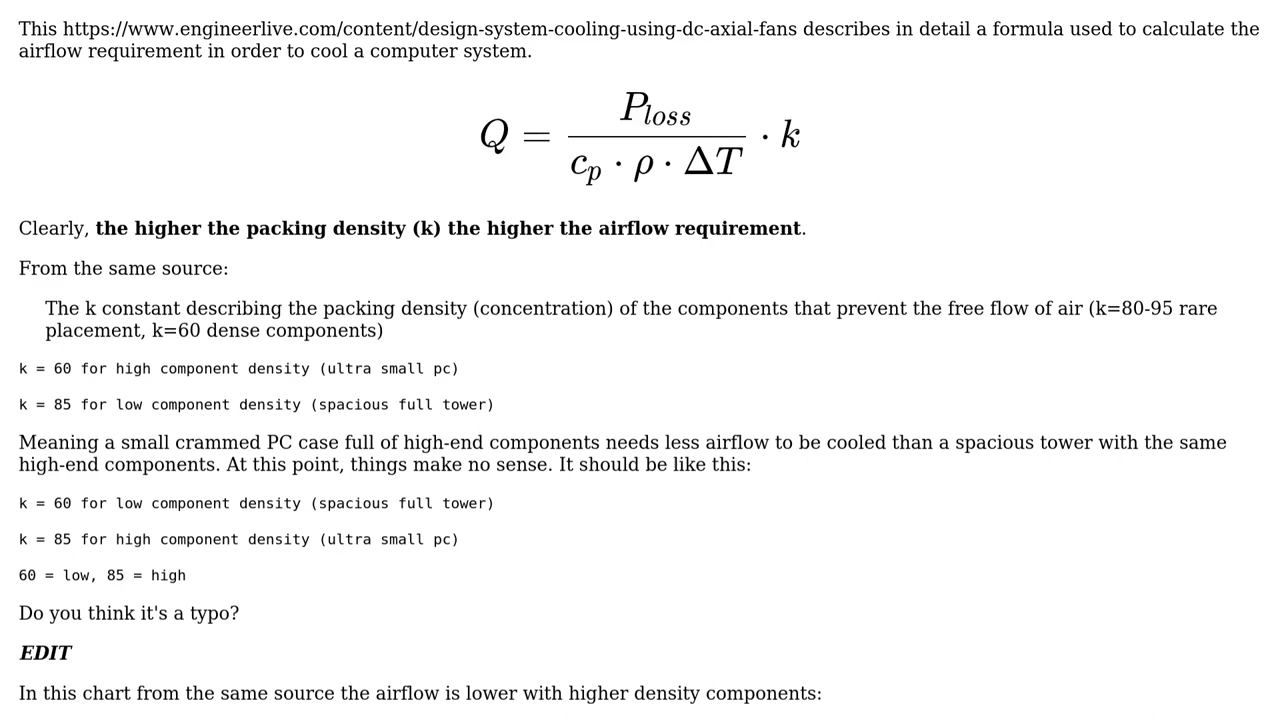 This https://www.engineerlive.com/content/design-system-cooling-using-dc-axial-fans describes in detail a formula used to calculate the
airflow requirement in order to cool a computer system.
Q = P_loss / (c_p · ρ · ΔT) · k
Clearly, the higher the packing density (k) the higher the airflow requirement.
From the same source:
The k constant describing the packing density (concentration) of the components that prevent the free flow of air (k=80-95 rare
placement, k=60 dense components)
k = 60 for high component density (ultra small pc)
k = 85 for low component density (spacious full tower)
Meaning a small crammed PC case full of high-end components needs less airflow to be cooled than a spacious tower with the same
high-end components. At this point, things make no sense. It should be like this:
k = 60 for low component density (spacious full tower)
k = 85 for high component density (ultra small pc)
60 = low, 85 = high
Do you think it's a typo?
EDIT
In this chart from the same source the airflow is lower with higher density components: